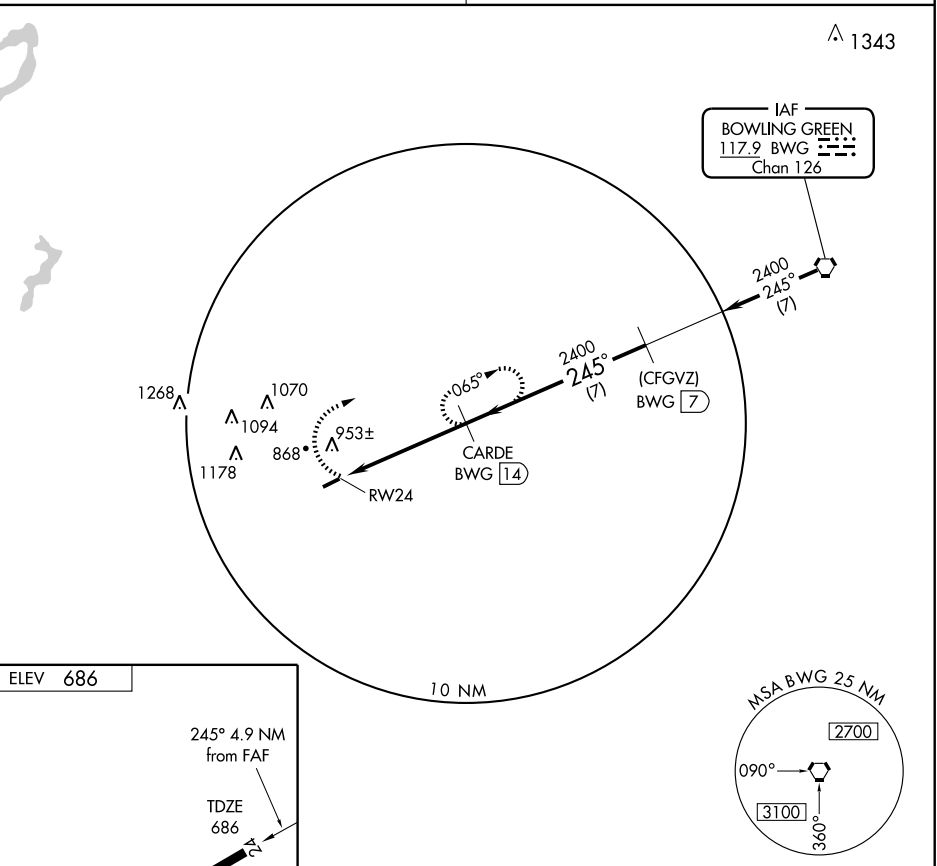 1343
IAF
BOWLING GREEN
117.9 BWG
Chan 126
2400
245°
(7)
2400
245°
(7)
(CFGVZ)
BWG 7
065°
1268
1070
1094
953±
868
1178
CARDE
BWG 14
RW24
10 NM
ELEV 686
245° 4.9 NM
from FAF
TDZE
686
24
MSA BWG 25 NM
2700
090°
3100
360°